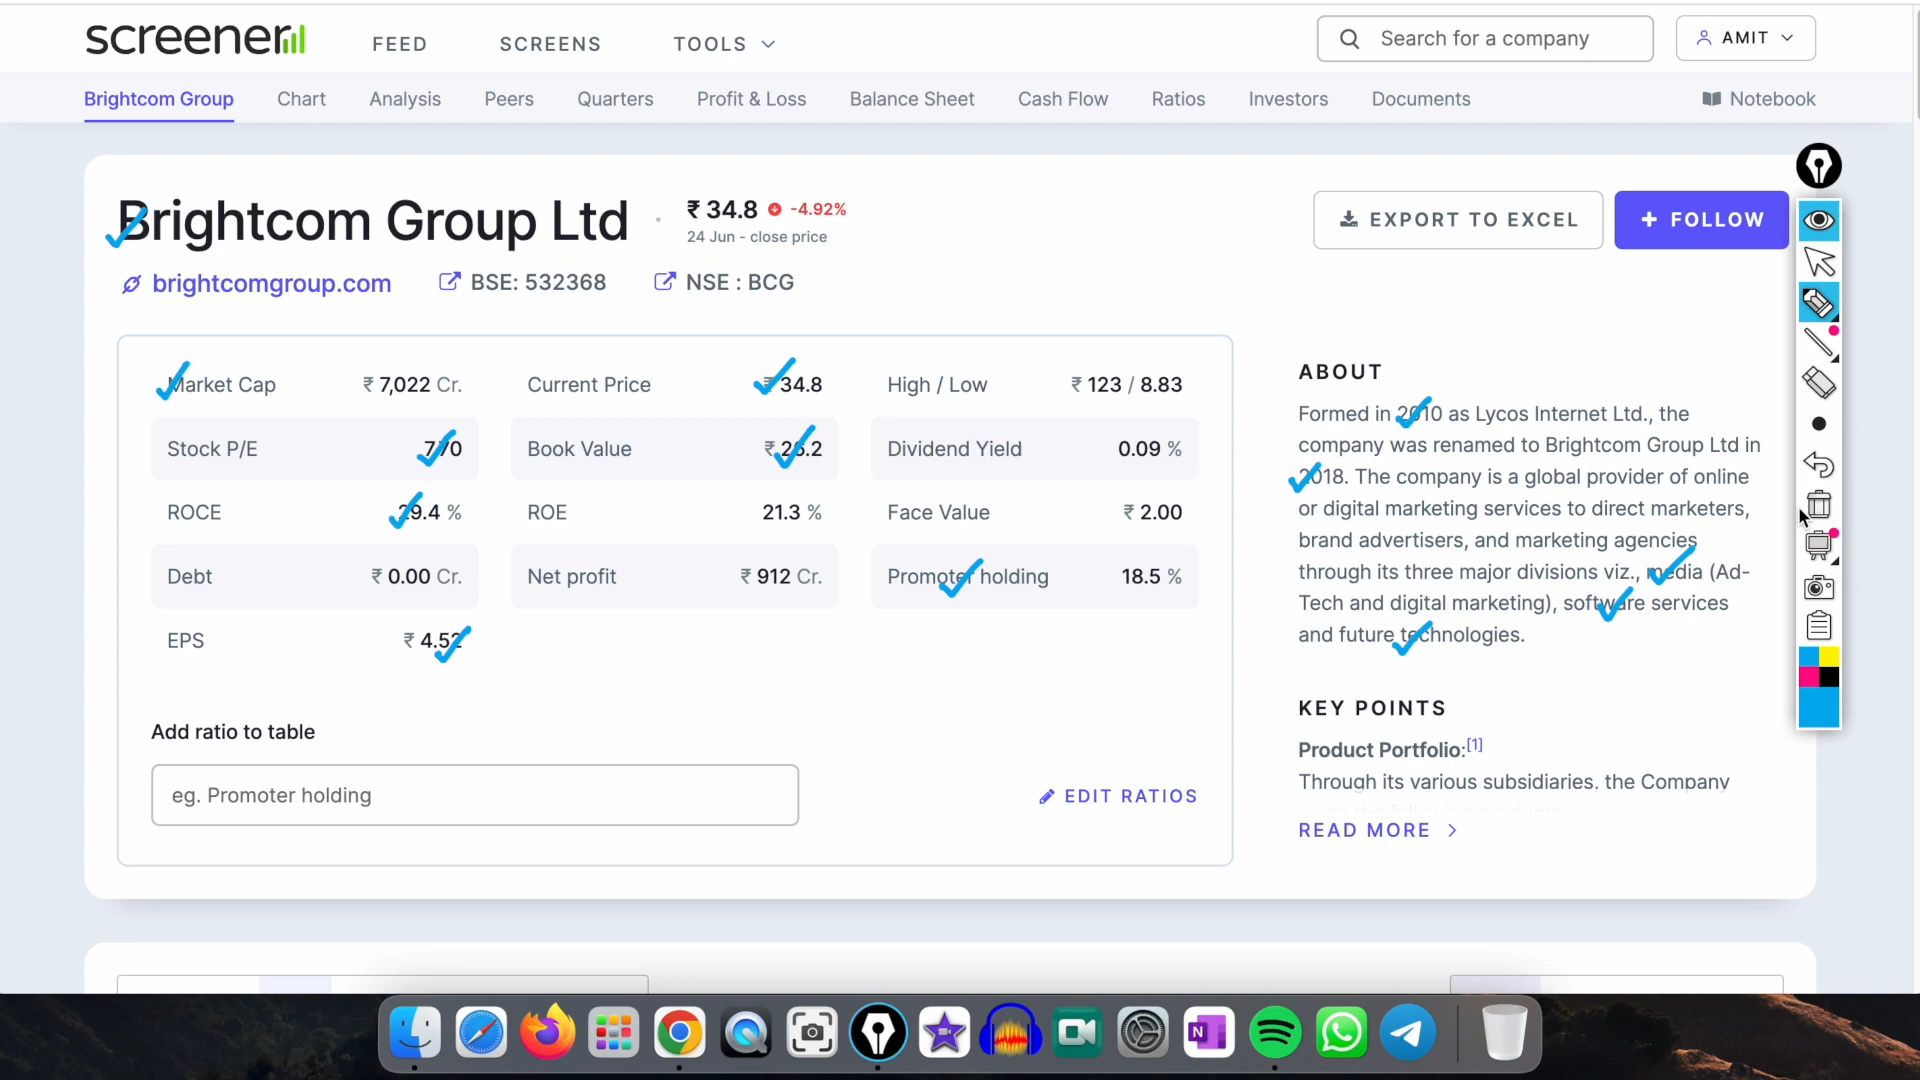 screener
FEED
SCREENS
TOOLS
Search for a company
AMIT
Brightcom Group
Chart
Analysis
Peers
Quarters
Profit & Loss
Balance Sheet
Cash Flow
Ratios
Investors
Documents
Notebook
Brightcom Group Ltd
₹ 34.8 -4.92%
24 Jun - close price
EXPORT TO EXCEL
+ FOLLOW
brightcomgroup.com
BSE: 532368
NSE : BCG
Market Cap ₹ 7,022 Cr.
Current Price ₹ 34.8
High / Low ₹ 123 / 8.83
Stock P/E 7.70
Book Value ₹ 26.2
Dividend Yield 0.09 %
ROCE 29.4 %
ROE 21.3 %
Face Value ₹ 2.00
Debt ₹ 0.00 Cr.
Net profit ₹ 912 Cr.
Promoter holding 18.5 %
EPS ₹ 4.52
Add ratio to table
eg. Promoter holding
EDIT RATIOS
ABOUT
Formed in 2010 as Lycos Internet Ltd., the
company was renamed to Brightcom Group Ltd in
2018. The company is a global provider of online
or digital marketing services to direct marketers,
brand advertisers, and marketing agencies
through its three major divisions viz., media (Ad-
Tech and digital marketing), software services
and future technologies.
KEY POINTS
Product Portfolio:[1]
Through its various subsidiaries. the Company
READ MORE
N